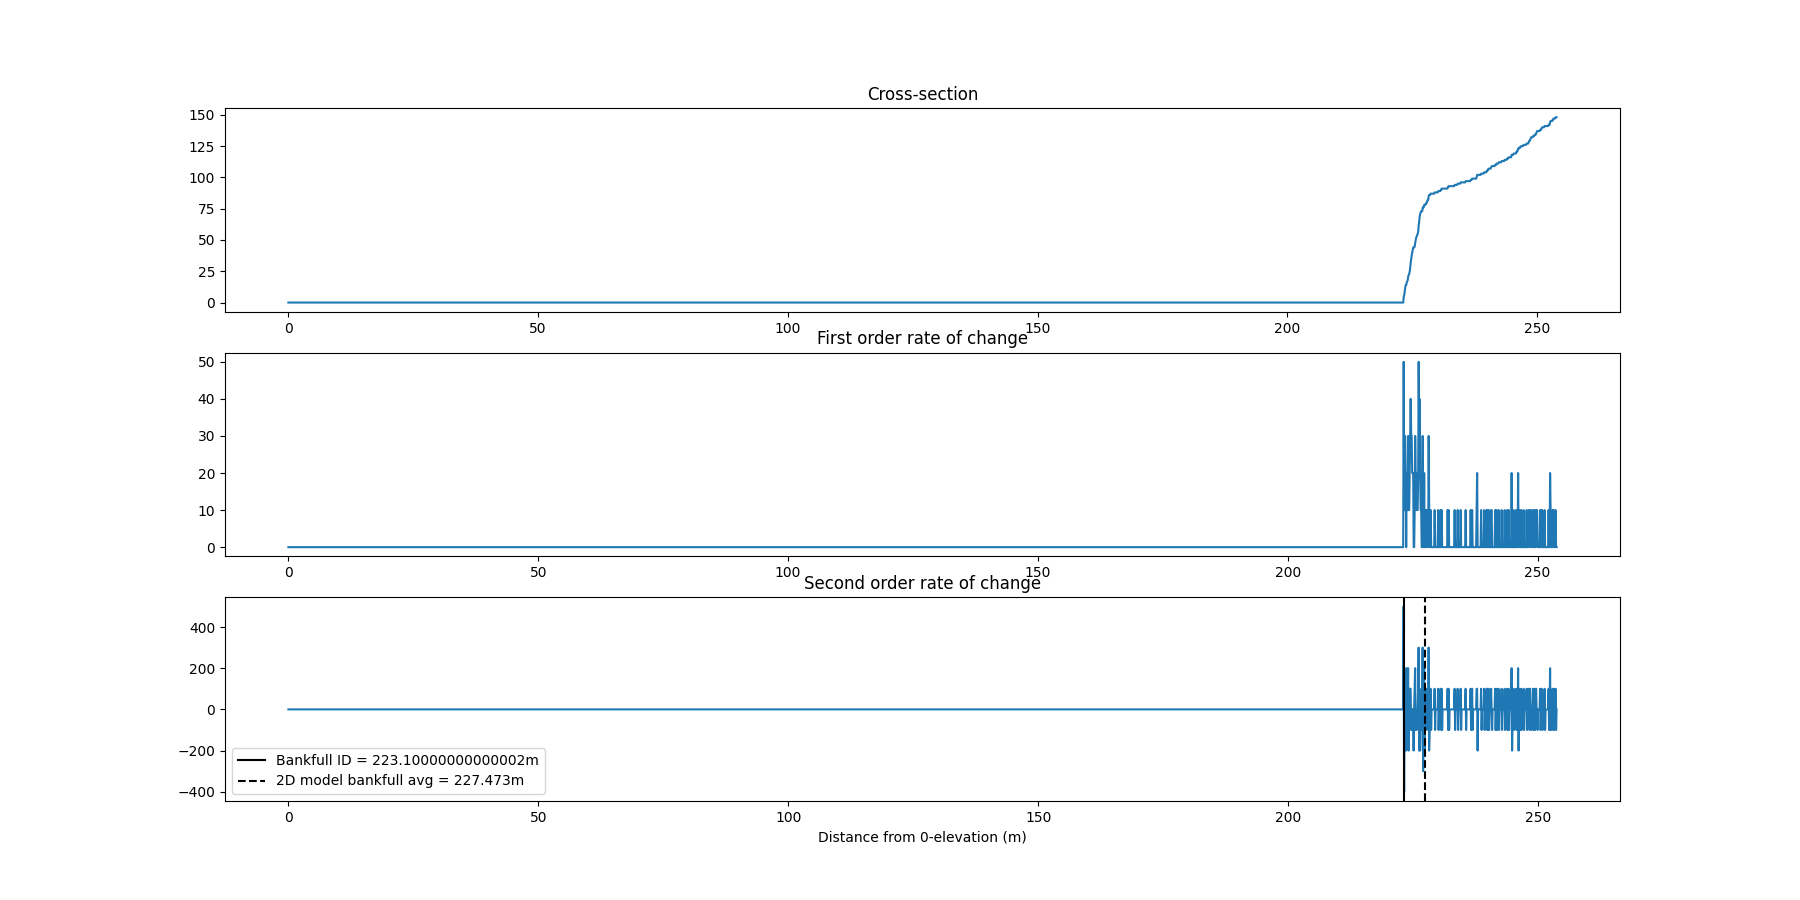 Cross-section
150
125
100
75
50
25
0
0 50 100 150 200 250
First order rate of change
50
40
30
20
10
0
0 50 100 150 200 250
Second order rate of change
400
200
0
−200
−400
Bankfull ID = 223.10000000000002m
2D model bankfull avg = 227.473m
0 50 100 150 200 250
Distance from 0-elevation (m)